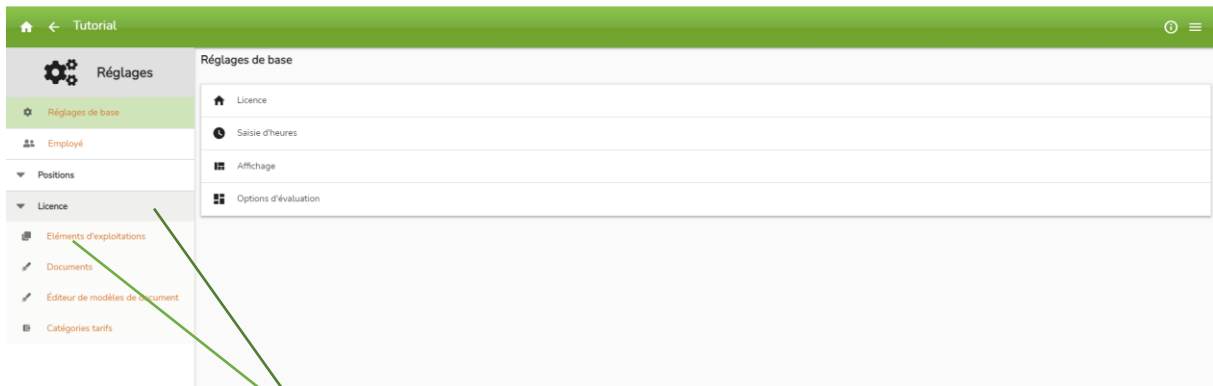 Tutorial
Réglages
Réglages de base
Employé
Positions
Licence
Eléments d'exploitations
Documents
Éditeur de modèles de document
Catégories tarifs
Réglages de base
Licence
Saisie d'heures
Affichage
Options d'évaluation